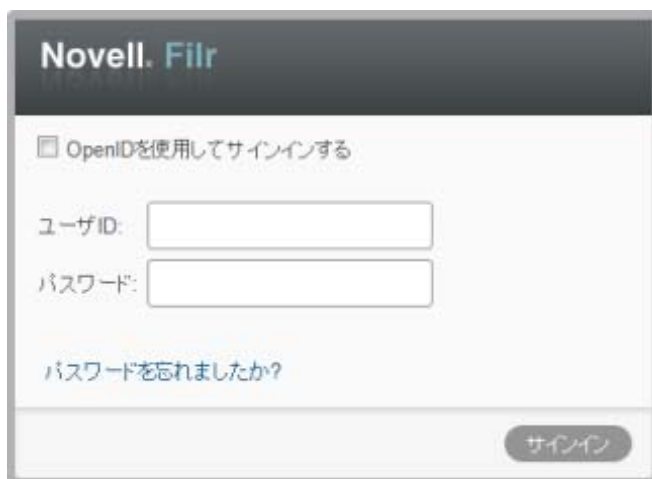 Novell. Filr
OpenIDを使用してサインインする
ユーザID:
パスワード:
パスワードを忘れましたか?
サインイン